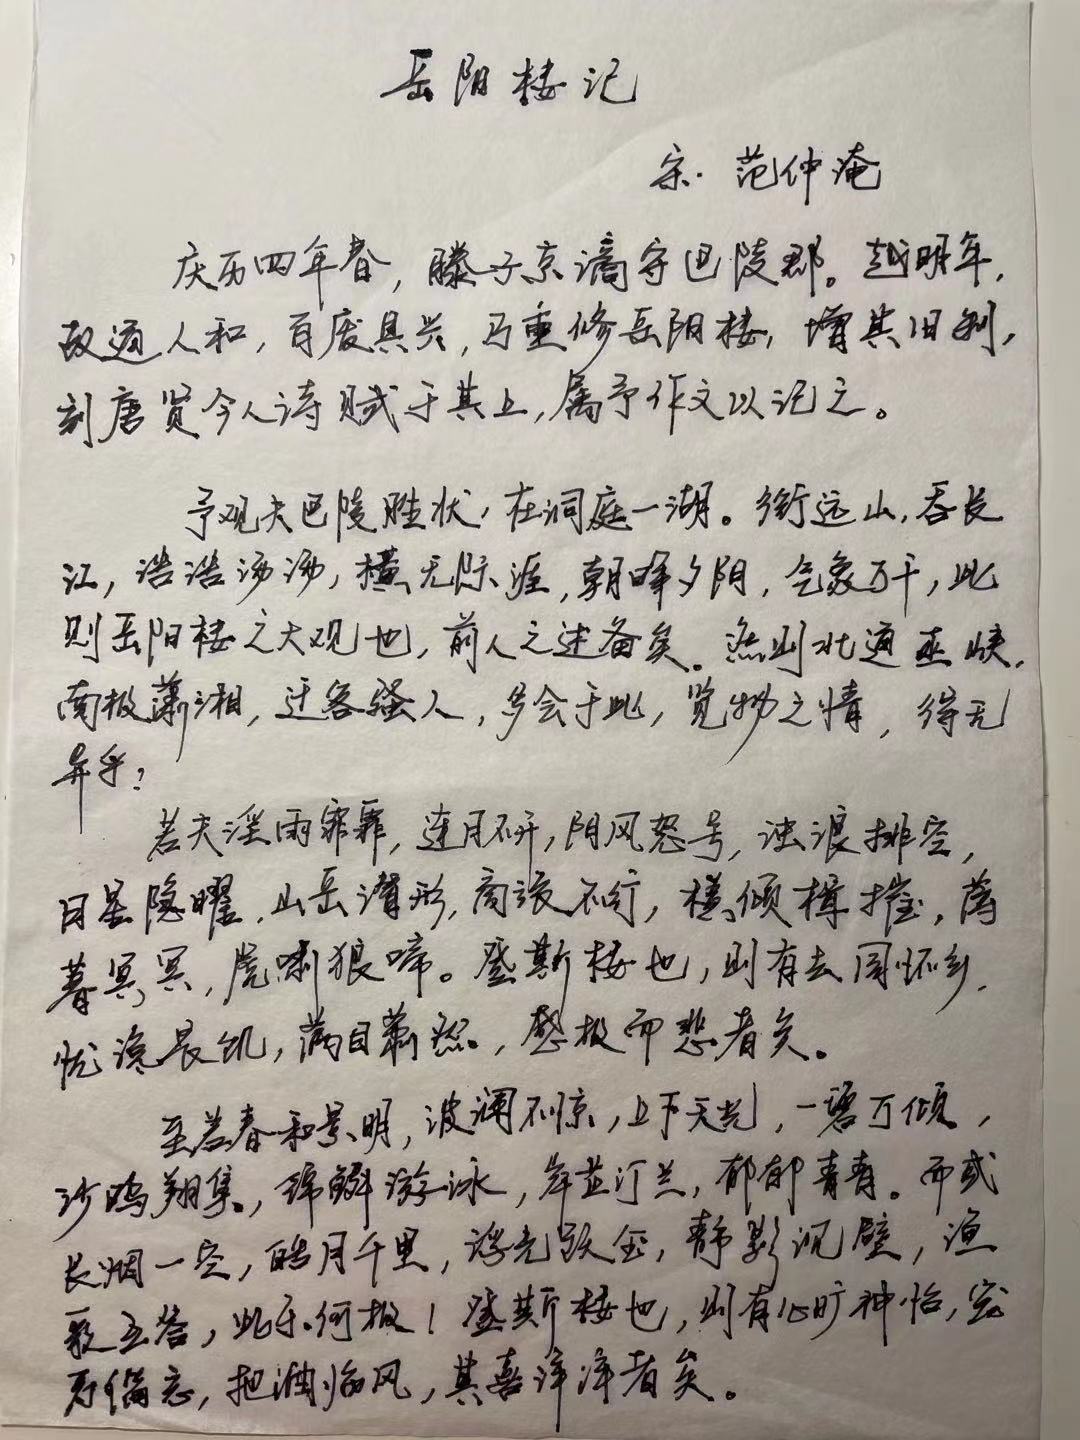 岳阳楼记
宋·范仲淹
庆历四年春，滕子京谪守巴陵郡。越明年，
政通人和，百废具兴，乃重修岳阳楼，增其旧制，
刻唐贤今人诗赋于其上，属予作文以记之。
予观夫巴陵胜状，在洞庭一湖。衔远山，吞长
江，浩浩汤汤，横无际涯，朝晖夕阴，气象万千，此
则岳阳楼之大观也，前人之述备矣。然则北通巫峡，
南极潇湘，迁客骚人，多会于此，览物之情，得无
异乎？
若夫淫雨霏霏，连月不开，阴风怒号，浊浪排空，
日星隐曜，山岳潜形，商旅不行，樯倾楫摧，薄
暮冥冥，虎啸狼啼。登斯楼也，则有去国怀乡，
忧谗畏讥，满目萧然，感极而悲者矣。
至若春和景明，波澜不惊，上下天光，一碧万倾，
沙鸥翔集，锦鳞游泳，岸芷汀兰，郁郁青青。而或
长烟一空，皓月千里，浮光跃金，静影沉璧，渔
歌互答，此乐何极！登斯楼也，则有心旷神怡，宠
辱偕忘，把酒临风，其喜洋洋者矣。